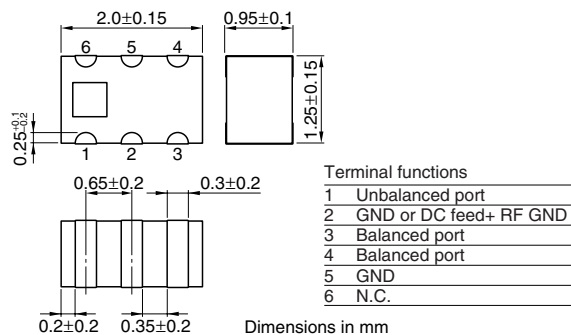 2.0±0.15
0.95±0.1
6 5 4
1.25±0.15
0.25+0.1 −0.2
1 2 3
0.65±0.2
0.3±0.2
0.2±0.2
0.35±0.2
Dimensions in mm
Terminal functions
1 Unbalanced port
2 GND or DC feed+ RF GND
3 Balanced port
4 Balanced port
5 GND
6 N.C.